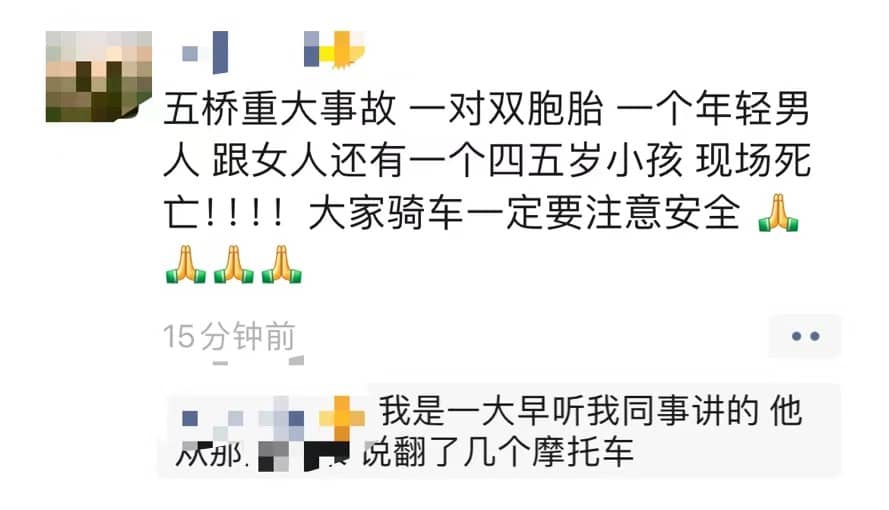 五桥重大事故 一对双胞胎 一个年轻男
人 跟女人还有一个四五岁小孩 现场死
亡！！！！ 大家骑车一定要注意安全 🙏
🙏🙏🙏
15分钟前
我是一大早听我同事讲的 他
从那 说翻了几个摩托车